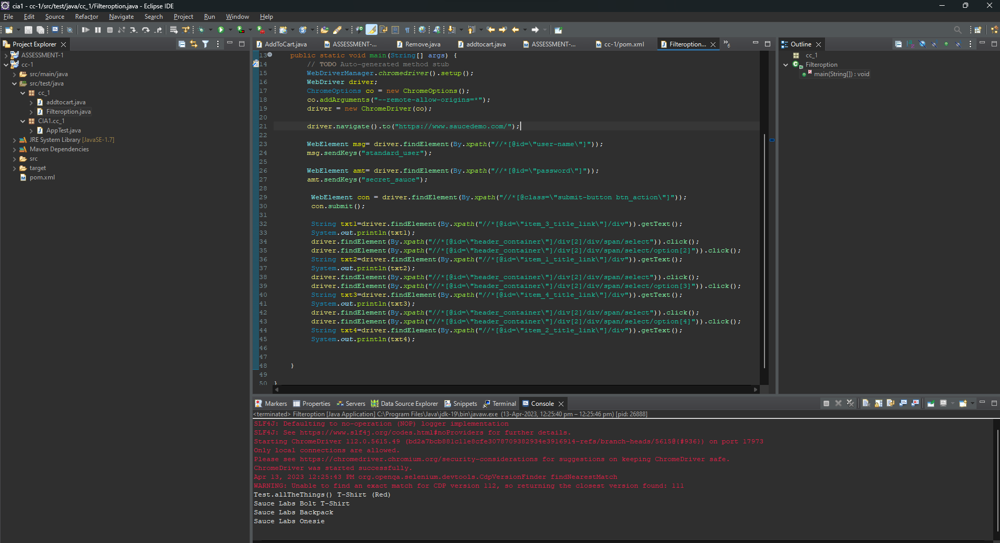 cia1 - cc-1/src/test/java/cc_1/Filteroption.java - Eclipse IDE
File Edit Source Refactor Navigate Search Project Run Window Help
Project Explorer
ASSESSMENT-1
cc-1
src/main/java
src/test/java
cc_1
addtocart.java
Filteroption.java
CIA1.cc_1
AppTest.java
JRE System Library [JavaSE-1.7]
Maven Dependencies
src
target
pom.xml
AddToCart.java ASSESSMENT-... Remove.java addtocart.java ASSESSMENT-... cc-1/pom.xml Filteroption... »6
13 public static void main(String[] args) {
14 // TODO Auto-generated method stub
15 WebDriverManager.chromedriver().setup();
16 WebDriver driver;
17 ChromeOptions co = new ChromeOptions();
18 co.addArguments("--remote-allow-origins=*");
19 driver = new ChromeDriver(co);
20
21 driver.navigate().to("https://www.saucedemo.com/");
22
23 WebElement msg= driver.findElement(By.xpath("//*[@id=\"user-name\"]"));
24 msg.sendKeys("standard_user");
25
26 WebElement amt= driver.findElement(By.xpath("//*[@id=\"password\"]"));
27 amt.sendKeys("secret_sauce");
28
29 WebElement con = driver.findElement(By.xpath("//*[@class=\"submit-button btn_action\"]"));
30 con.submit();
31
32 String txt1=driver.findElement(By.xpath("//*[@id=\"item_3_title_link\"]/div")).getText();
33 System.out.println(txt1);
34 driver.findElement(By.xpath("//*[@id=\"header_container\"]/div[2]/div/span/select")).click();
35 driver.findElement(By.xpath("//*[@id=\"header_container\"]/div[2]/div/span/select/option[2]")).click();
36 String txt2=driver.findElement(By.xpath("//*[@id=\"item_1_title_link\"]/div")).getText();
37 System.out.println(txt2);
38 driver.findElement(By.xpath("//*[@id=\"header_container\"]/div[2]/div/span/select")).click();
39 driver.findElement(By.xpath("//*[@id=\"header_container\"]/div[2]/div/span/select/option[3]")).click();
40 String txt3=driver.findElement(By.xpath("//*[@id=\"item_4_title_link\"]/div")).getText();
41 System.out.println(txt3);
42 driver.findElement(By.xpath("//*[@id=\"header_container\"]/div[2]/div/span/select")).click();
43 driver.findElement(By.xpath("//*[@id=\"header_container\"]/div[2]/div/span/select/option[4]")).click();
44 String txt4=driver.findElement(By.xpath("//*[@id=\"item_2_title_link\"]/div")).getText();
45 System.out.println(txt4);
46
47
48 }
49
50 }
Outline
cc_1
Filteroption
main(String[]) : void
Markers Properties Servers Data Source Explorer Snippets Terminal Console
<terminated> Filteroption [Java Application] C:\Program Files\Java\jdk-19\bin\javaw.exe (13-Apr-2023, 12:25:40 pm – 12:25:46 pm) [pid: 26888]
SLF4J: Defaulting to no-operation (NOP) logger implementation
SLF4J: See https://www.slf4j.org/codes.html#noProviders for further details.
Starting ChromeDriver 112.0.5615.49 (bd2a7bcb881c11e8cfe3078709382934e3916914-refs/branch-heads/5615@{#936}) on port 17973
Only local connections are allowed.
Please see https://chromedriver.chromium.org/security-considerations for suggestions on keeping ChromeDriver safe.
ChromeDriver was started successfully.
Apr 13, 2023 12:25:43 PM org.openqa.selenium.devtools.CdpVersionFinder findNearestMatch
WARNING: Unable to find an exact match for CDP version 112, so returning the closest version found: 111
Test.allTheThings() T-Shirt (Red)
Sauce Labs Bolt T-Shirt
Sauce Labs Backpack
Sauce Labs Onesie